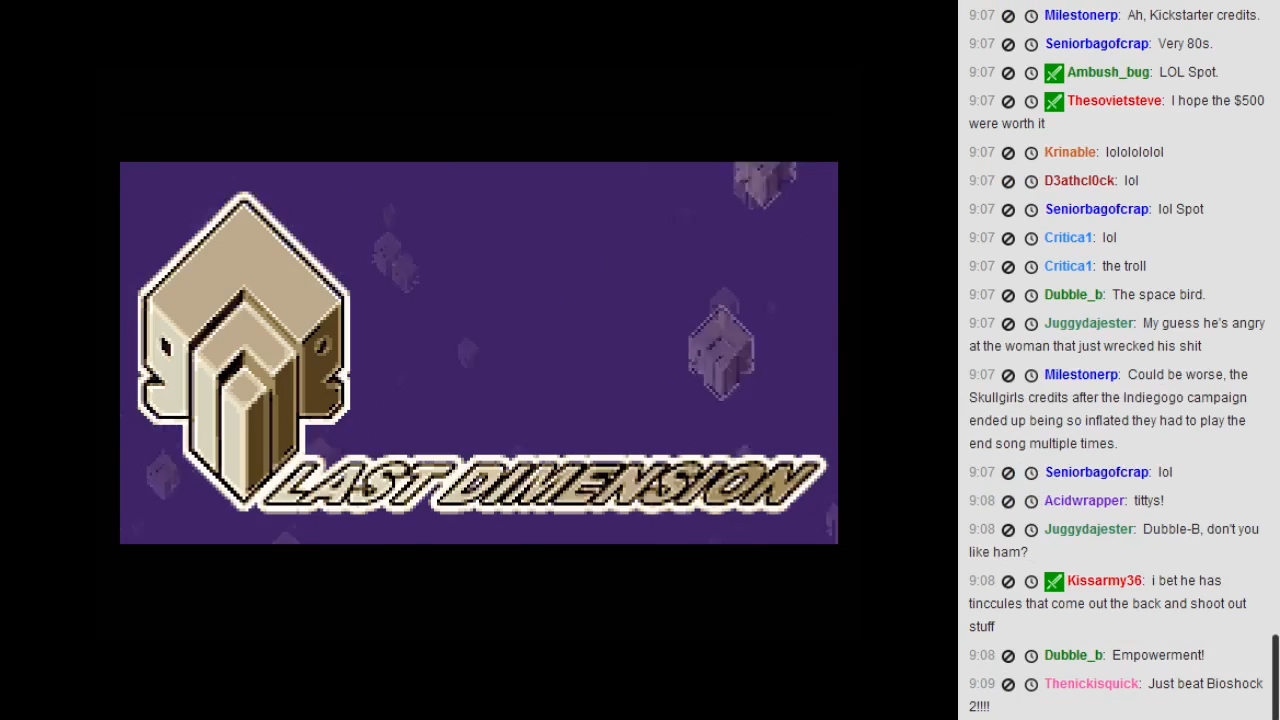 LAST DIMENSION
9:07 Milestonerp: Ah, Kickstarter credits.
9:07 Seniorbagofcrap: Very 80s.
9:07 Ambush_bug: LOL Spot.
9:07 Thesovietsteve: I hope the $500
were worth it
9:07 Krinable: lolololololol
9:07 D3athcl0ck: lol
9:07 Seniorbagofcrap: lol Spot
9:07 Critica1: lol
9:07 Critica1: the troll
9:07 Dubble_b: The space bird.
9:07 Juggydajester: My guess he's angry
at the woman that just wrecked his shit
9:07 Milestonerp: Could be worse, the
Skullgirls credits after the Indiegogo campaign
ended up being so inflated they had to play the
end song multiple times.
9:07 Seniorbagofcrap: lol
9:08 Acidwrapper: tittys!
9:08 Juggydajester: Dubble-B, don't you
like ham?
9:08 Kissarmy36: i bet he has
tinccules that come out the back and shoot out
stuff
9:08 Dubble_b: Empowerment!
9:09 Thenickisquick: Just beat Bioshock
2!!!!